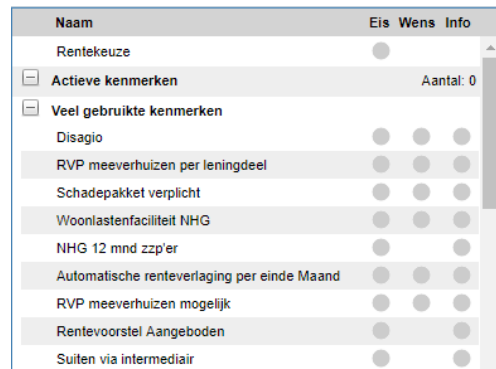 Naam Eis Wens Info
Rentekeuze
Actieve kenmerken Aantal: 0
Veel gebruikte kenmerken
Disagio
RVP meeverhuizen per leningdeel
Schadepakket verplicht
Woonlastenfaciliteit NHG
NHG 12 mnd zzp'er
Automatische renteverlaging per einde Maand
RVP meeverhuizen mogelijk
Rentevoorstel Aangeboden
Suiten via intermediair